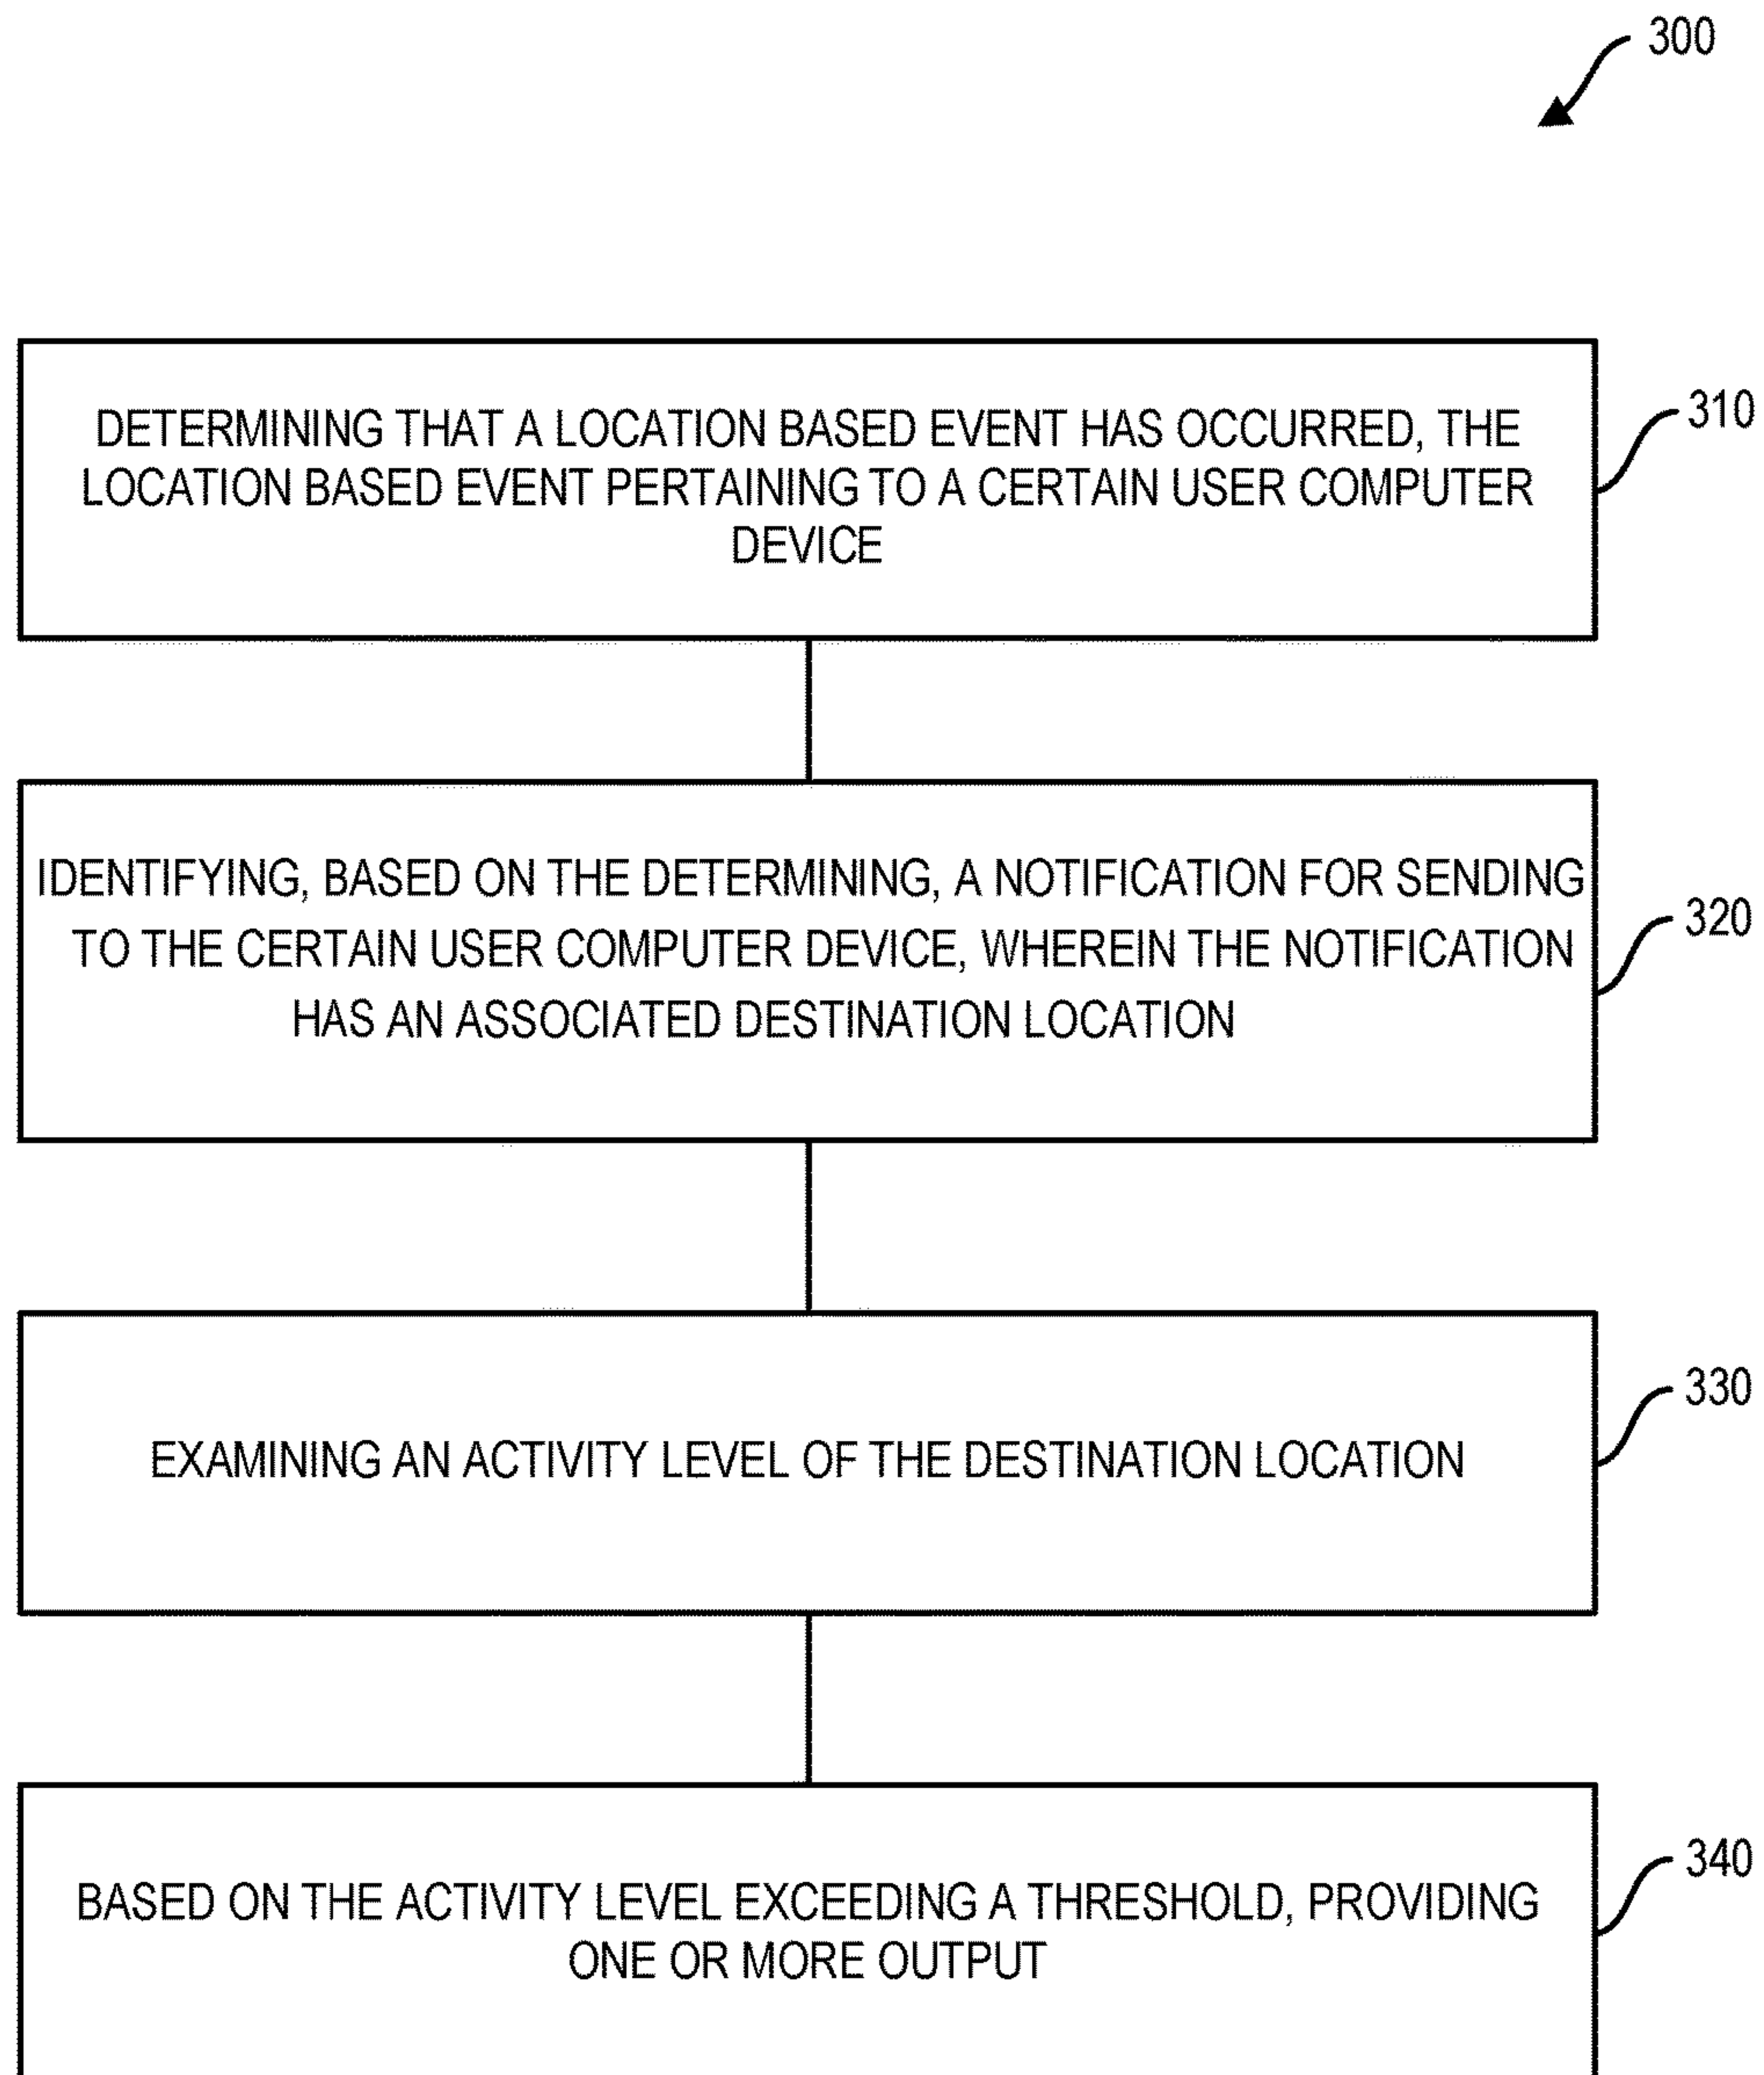 300
DETERMINING THAT A LOCATION BASED EVENT HAS OCCURRED, THE
LOCATION BASED EVENT PERTAINING TO A CERTAIN USER COMPUTER
DEVICE
310
IDENTIFYING, BASED ON THE DETERMINING, A NOTIFICATION FOR SENDING
TO THE CERTAIN USER COMPUTER DEVICE, WHEREIN THE NOTIFICATION
HAS AN ASSOCIATED DESTINATION LOCATION
320
EXAMINING AN ACTIVITY LEVEL OF THE DESTINATION LOCATION
330
BASED ON THE ACTIVITY LEVEL EXCEEDING A THRESHOLD, PROVIDING
ONE OR MORE OUTPUT
340